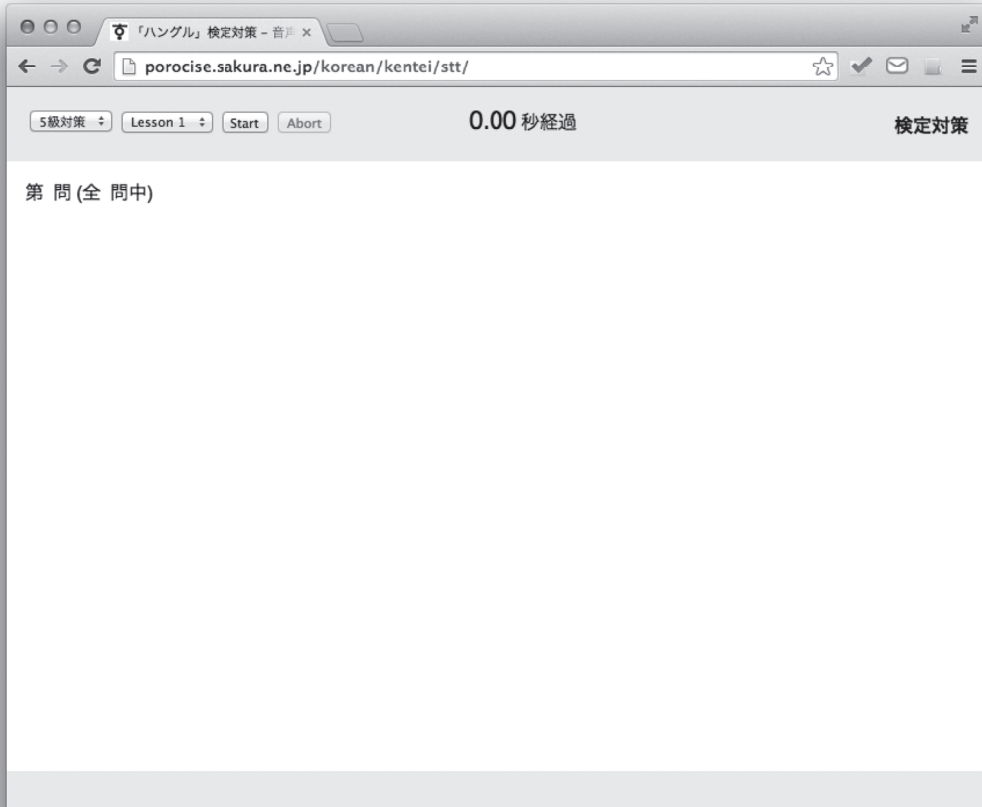 「ハングル」検定対策 - 音声
porocise.sakura.ne.jp/korean/kentei/stt/
5級対策 Lesson 1 Start Abort 0.00 秒経過 検定対策
第 問 (全 問中)